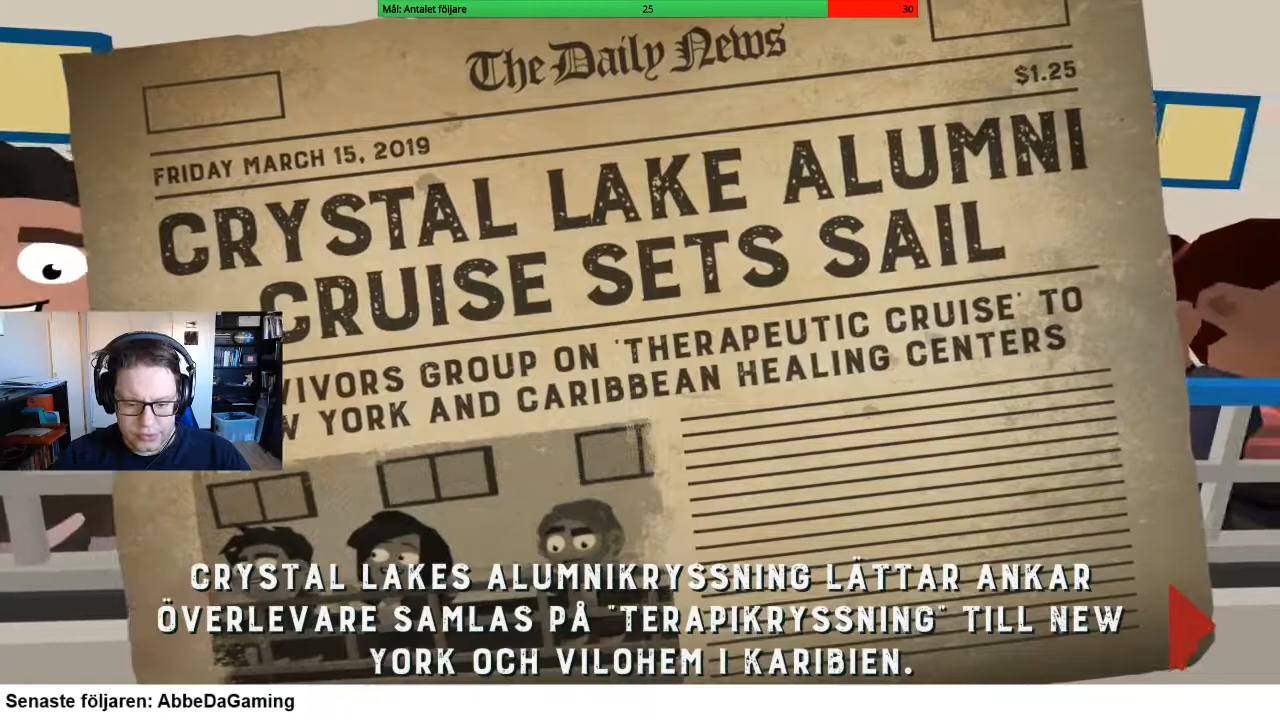 Mål: Antalet följare 25 30
The Daily News
$1.25
FRIDAY MARCH 15, 2019
CRYSTAL LAKE ALUMNI
CRUISE SETS SAIL
VIVORS GROUP ON 'THERAPEUTIC CRUISE' TO
YORK AND CARIBBEAN HEALING CENTERS
CRYSTAL LAKES ALUMNIKRYSSNING LÄTTAR ANKAR
ÖVERLEVARE SAMLAS PÅ "TERAPIKRYSSNING" TILL NEW
YORK OCH VILOHEM I KARIBIEN.
Senaste följaren: AbbeDaGaming